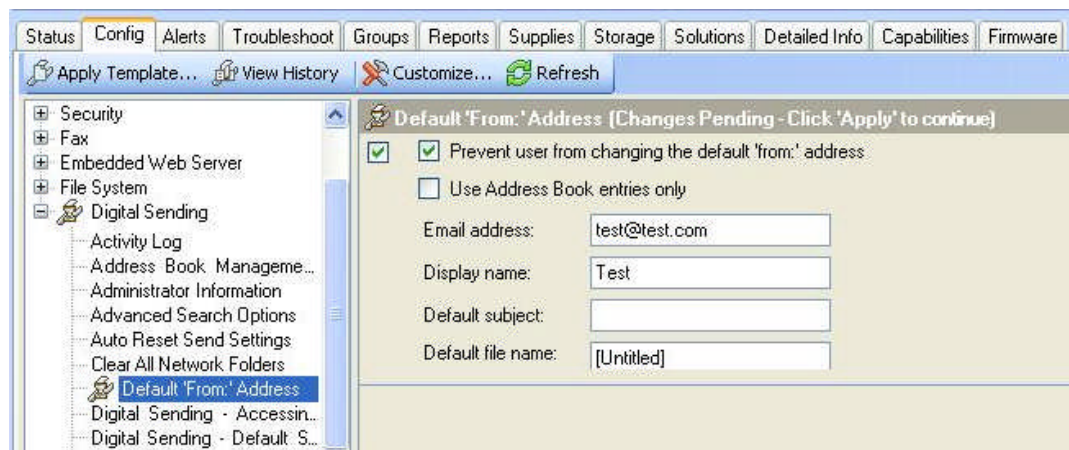 Status Config Alerts Troubleshoot Groups Reports Supplies Storage Solutions Detailed Info Capabilities Firmware
Apply Template... View History Customize... Refresh
Security
Fax
Embedded Web Server
File System
Digital Sending
Activity Log
Address Book Manageme...
Administrator Information
Advanced Search Options
Auto Reset Send Settings
Clear All Network Folders
Default 'From:' Address
Digital Sending - Accessin...
Digital Sending - Default S...
Default 'From:' Address (Changes Pending - Click 'Apply' to continue)
Prevent user from changing the default 'from:' address
Use Address Book entries only
Email address: test@test.com
Display name: Test
Default subject:
Default file name: [Untitled]